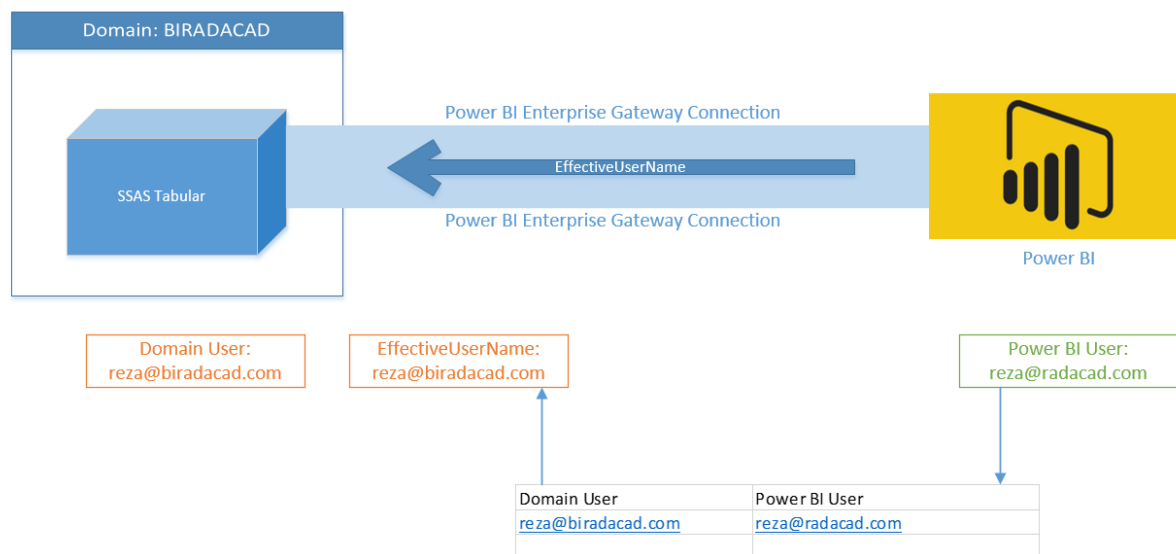 Domain: BIRADACAD
Power BI Enterprise Gateway Connection
EffectiveUserName
SSAS Tabular
Power BI Enterprise Gateway Connection
Power BI
Domain User:
reza@biradacad.com
EffectiveUserName:
reza@biradacad.com
Power BI User:
reza@radacad.com
Domain User Power BI User
reza@biradacad.com reza@radacad.com